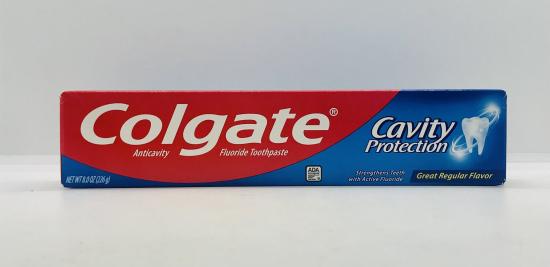 Colgate®
Anticavity Fluoride Toothpaste
Cavity
Protection
ADA
Strengthens Teeth
with Active Fluoride
Great Regular Flavor
NET WT 8.0 OZ (226 g)